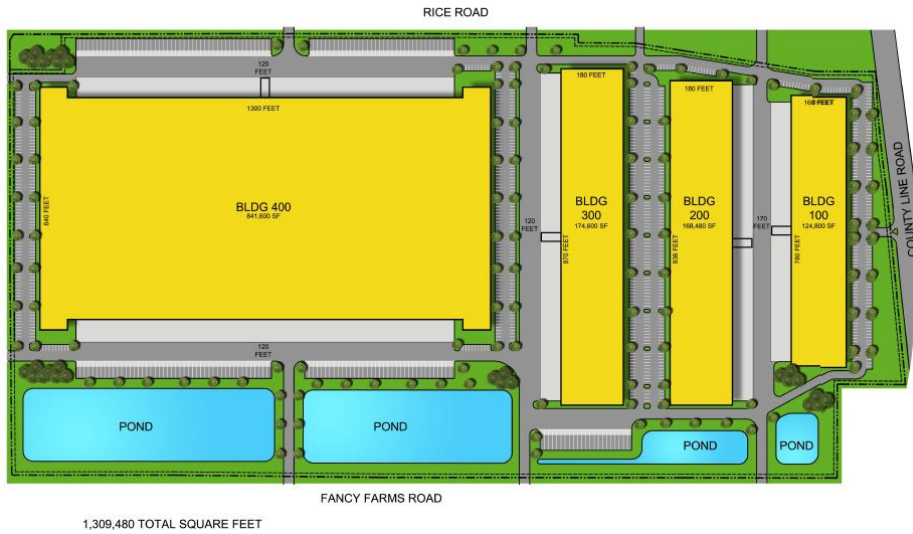 RICE ROAD
120
FEET
1300 FEET
180 FEET
180 FEET
160 FEET
COUNTY LINE ROAD
640 FEET
BLDG 400
841,600 SF
120
FEET
BLDG
300
174,600 SF
970 FEET
BLDG
200
168,480 SF
936 FEET
170
FEET
BLDG
100
124,800 SF
780 FEET
120
FEET
POND
POND
POND
POND
FANCY FARMS ROAD
1,309,480 TOTAL SQUARE FEET